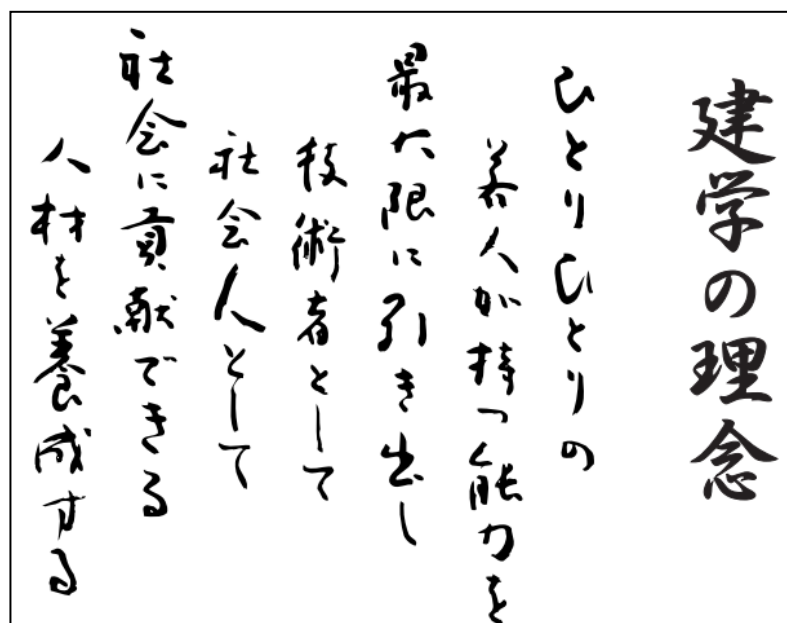 建学の理念
ひとりひとりの
若人が持つ能力を
最大限に引き出し
技術者として
社会人として
社会に貢献できる
人材を養成する